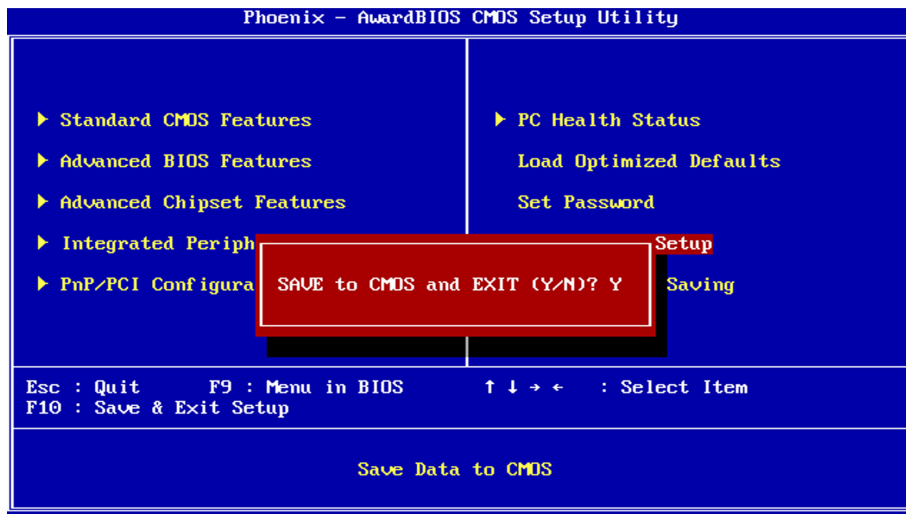 Phoenix - AwardBIOS CMOS Setup Utility
Standard CMOS Features
Advanced BIOS Features
Advanced Chipset Features
Integrated Periph
PnP/PCI Configura
PC Health Status
Load Optimized Defaults
Set Password
Setup
Saving
SAVE to CMOS and EXIT (Y/N)? Y
Esc : Quit F9 : Menu in BIOS ↑ ↓ → ← : Select Item
F10 : Save & Exit Setup
Save Data to CMOS